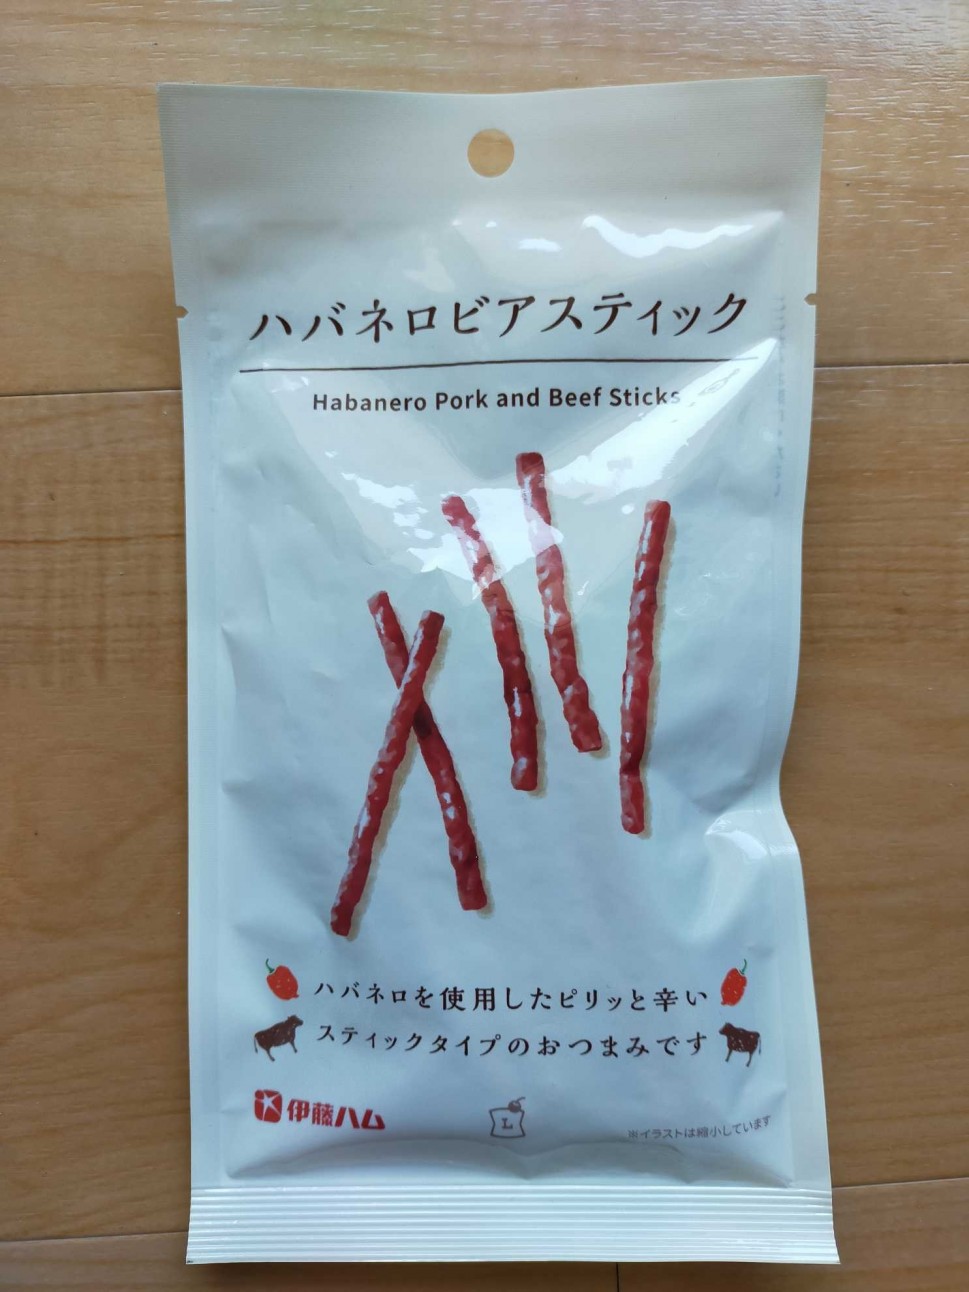 ハバネロビアスティック
Habanero Pork and Beef Sticks
ハバネロを使用したピリッと辛い
スティックタイプのおつまみです
伊藤ハム
L
※イラストは縮小しています